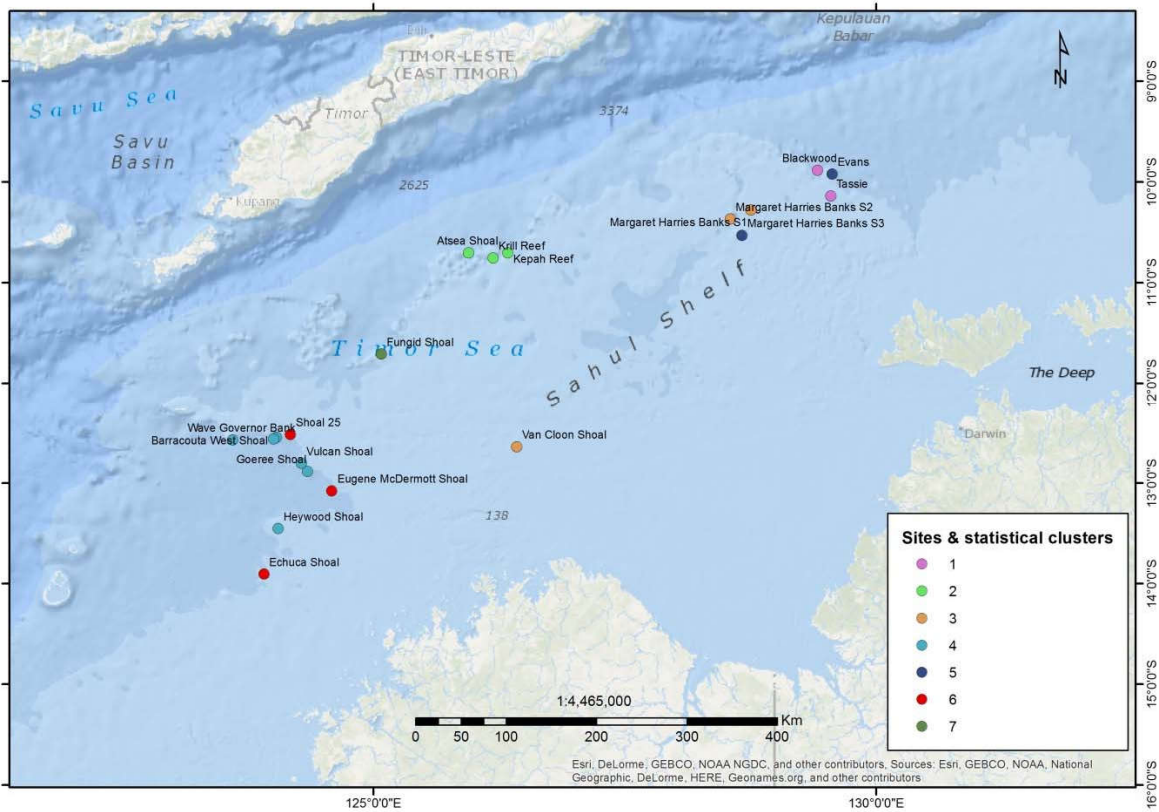 Kepulauan
Babar
Dili
TIMOR-LESTE
(EAST TIMOR)
Savu Sea
Timor
3374
Savu
Basin
2625
Kupang
Blackwood
Evans
Tassie
Margaret Harries Banks S2
Margaret Harries Banks S1
Margaret Harries Banks S3
Atsea Shoal
Krill Reef
Kepah Reef
Sahul Shelf
Fungid Shoal
Timor Sea
The Deep
Wave Governor Bank
Shoal 25
Barracouta West Shoal
Van Cloon Shoal
Darwin
Goeree Shoal
Vulcan Shoal
Eugene McDermott Shoal
Heywood Shoal
138
Echuca Shoal
N
9°0'0"S
10°0'0"S
11°0'0"S
12°0'0"S
13°0'0"S
14°0'0"S
15°0'0"S
16°0'0"S
Sites & statistical clusters
1
2
3
4
5
6
7
1:4,465,000
Km
0 50 100 200 300 400
Esri, DeLorme, GEBCO, NOAA NGDC, and other contributors, Sources: Esri, GEBCO, NOAA, National
Geographic, DeLorme, HERE, Geonames.org, and other contributors
125°0'0"E
130°0'0"E